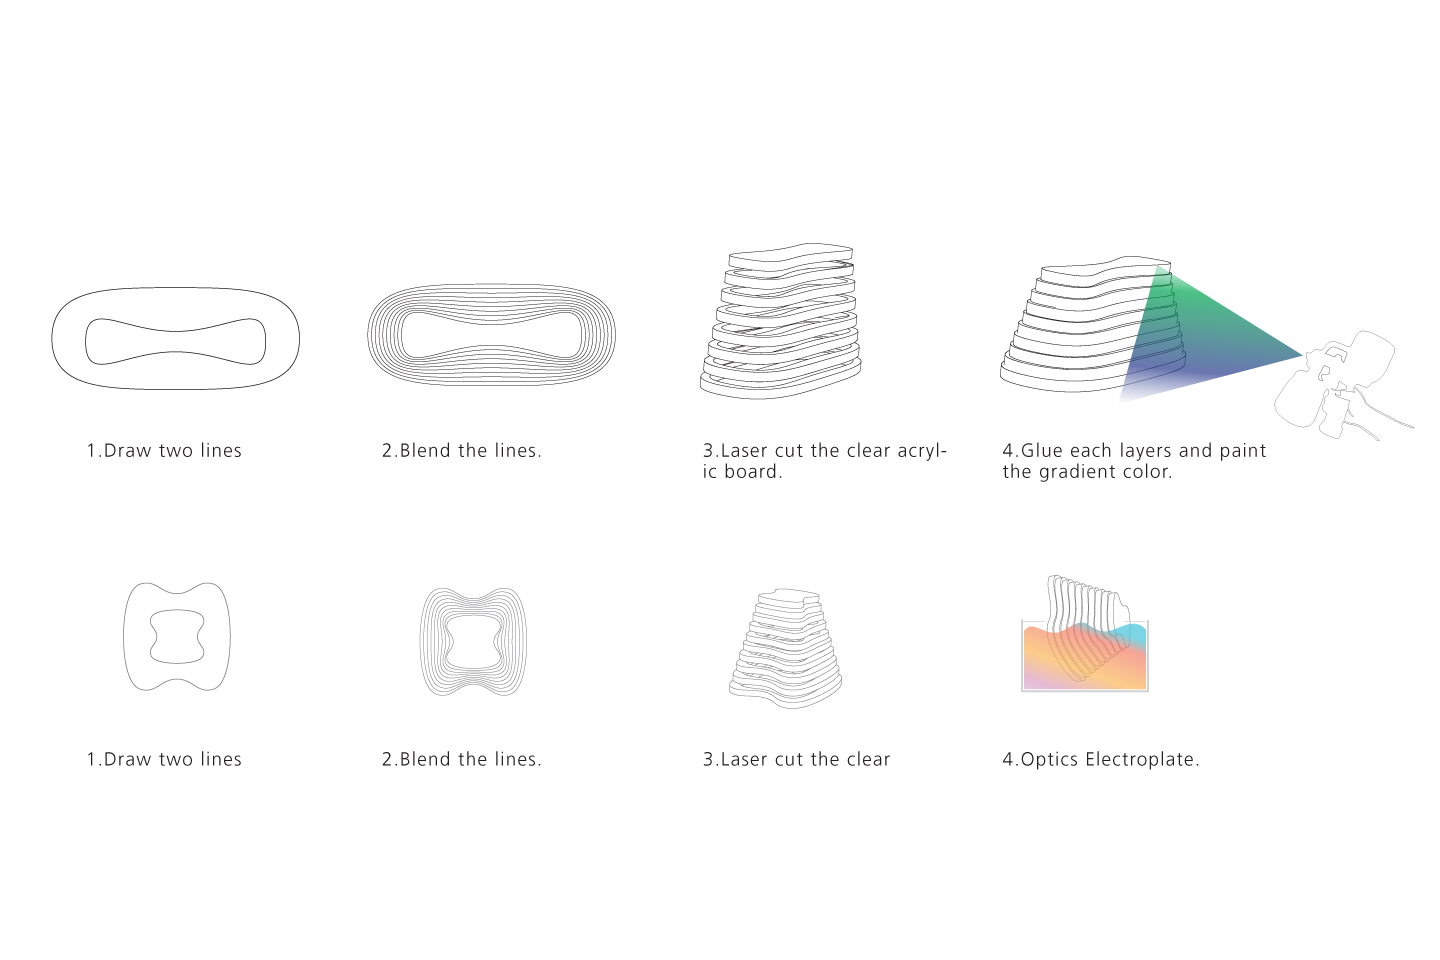 1.Draw two lines
2.Blend the lines.
3.Laser cut the clear acryl-
ic board.
4.Glue each layers and paint
the gradient color.
1.Draw two lines
2.Blend the lines.
3.Laser cut the clear
4.Optics Electroplate.